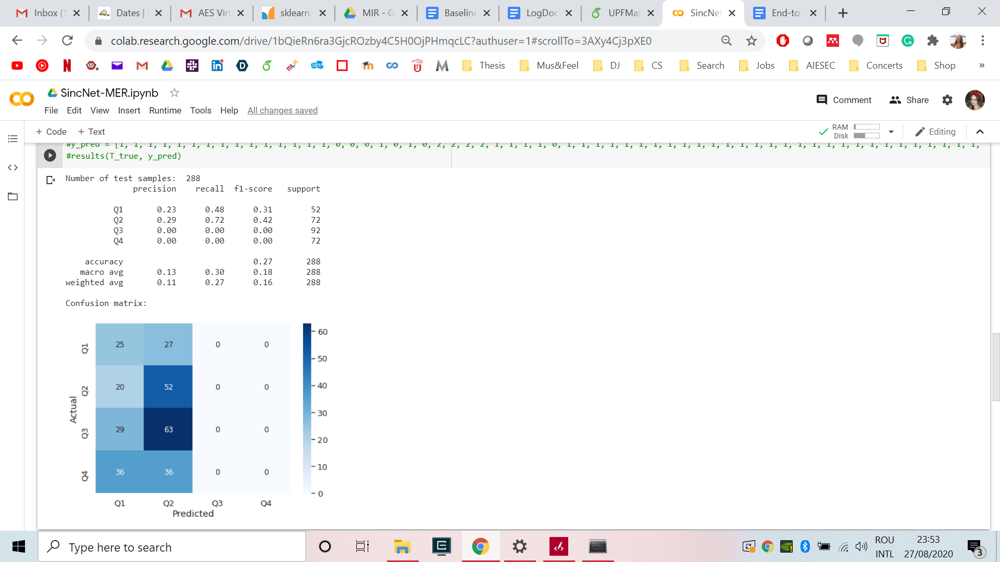 Inbox (1
Dates |
AES Virt
sklearn.
MIR - G
Baseline
LogDoc
UPFMas
SincNet
End-to-
colab.research.google.com/drive/1bQieRn6ra3GjcROzby4C5H0OjPHmqcLC?authuser=1#scrollTo=3AXy4Cj3pXE0
Thesis
Mus&Feel
DJ
CS
Search
Jobs
AIESEC
Concerts
Shop
»
SincNet-MER.ipynb
Comment
Share
File Edit View Insert Runtime Tools Help All changes saved
+ Code + Text
RAM
Disk
Editing
#y_pred = [1, 1, 1, 1, 1, 1, 1, 1, 1, 1, 1, 1, 1, 1, 1, 0, 0, 0, 1, 0, 1, 0, 2, 2, 2, 2, 1, 1, 1, 1, 0, 1, 1, 1, 1, 1, 1, 1, 1, 1, 1, 1, 1, 1, 1, 1, 1, 1, 1, 1, 1, 1, 1, 1, 1, 1, 1, 1, 1, 1,
#results(T_true, y_pred)
Number of test samples: 288
precision recall f1-score support
Q1 0.23 0.48 0.31 52
Q2 0.29 0.72 0.42 72
Q3 0.00 0.00 0.00 92
Q4 0.00 0.00 0.00 72
accuracy 0.27 288
macro avg 0.13 0.30 0.18 288
weighted avg 0.11 0.27 0.16 288
Confusion matrix:
Actual
Q1 25 27 0 0
Q2 20 52 0 0
Q3 29 63 0 0
Q4 36 36 0 0
Q1 Q2 Q3 Q4
Predicted
60
50
40
30
20
10
0
Type here to search
ROU
INTL
23:53
27/08/2020
3